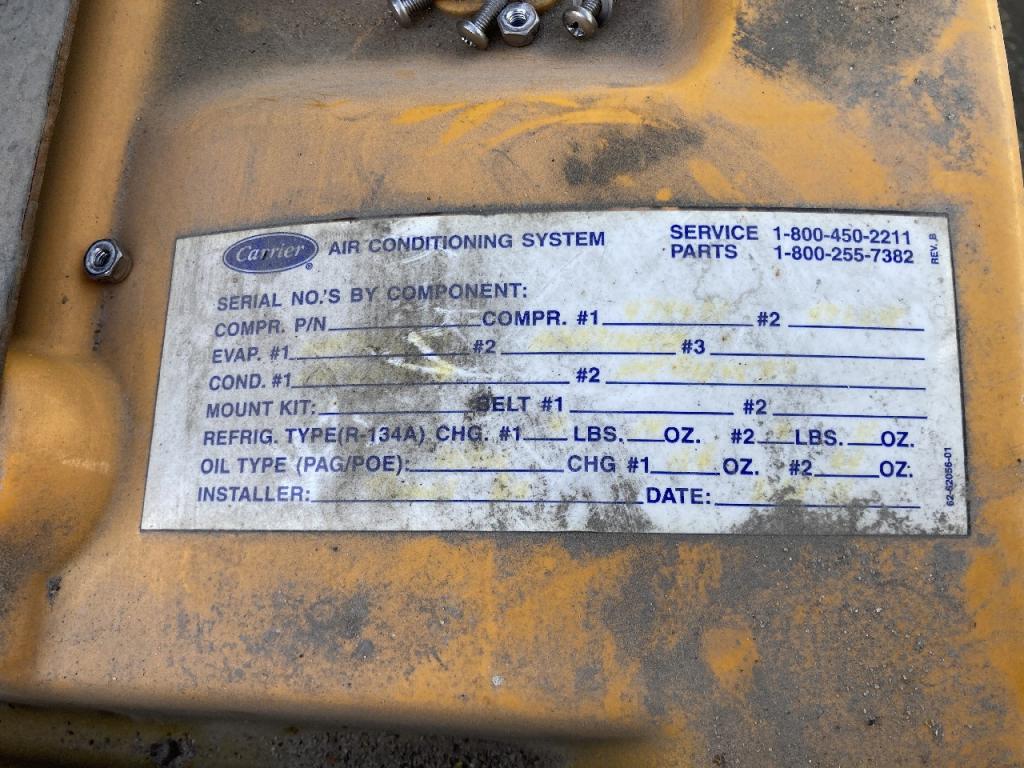 Carrier® AIR CONDITIONING SYSTEM
SERVICE 1-800-450-2211
PARTS 1-800-255-7382
REV. B
SERIAL NO.'S BY COMPONENT:
COMPR. P/N COMPR. #1 #2
EVAP. #1 #2 #3
COND. #1 #2
MOUNT KIT: BELT #1 #2
REFRIG. TYPE(R-134A) CHG. #1 LBS. OZ. #2 LBS. OZ.
OIL TYPE (PAG/POE): CHG #1 OZ. #2 OZ.
INSTALLER: DATE:
62-62056-01